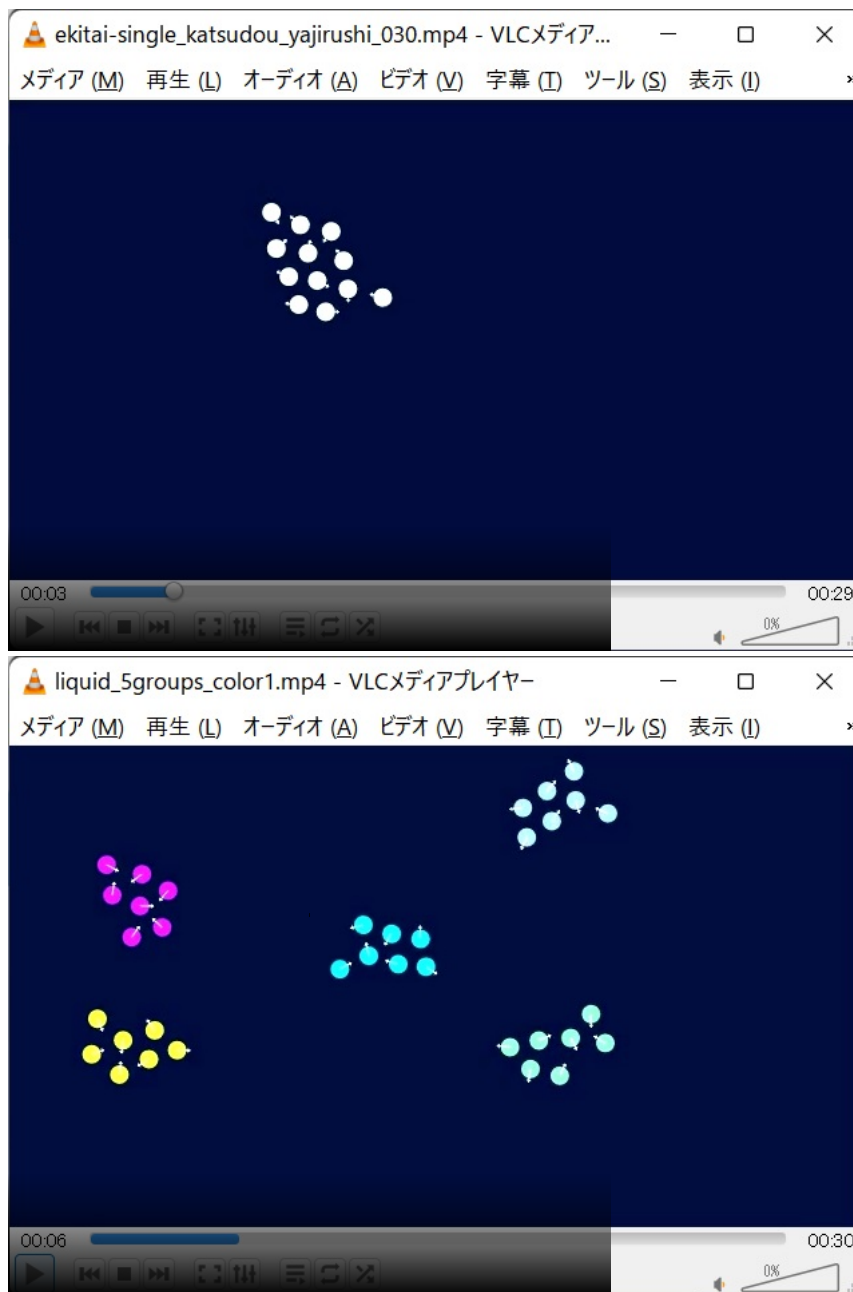 ekitai-single_katsudou_yajirushi_030.mp4 - VLCメディア...
メディア (M) 再生 (L) オーディオ (A) ビデオ (V) 字幕 (T) ツール (S) 表示 (I) »
00:03 00:29
0%
liquid_5groups_color1.mp4 - VLCメディアプレイヤー
メディア (M) 再生 (L) オーディオ (A) ビデオ (V) 字幕 (T) ツール (S) 表示 (I) »
00:06 00:30
0%